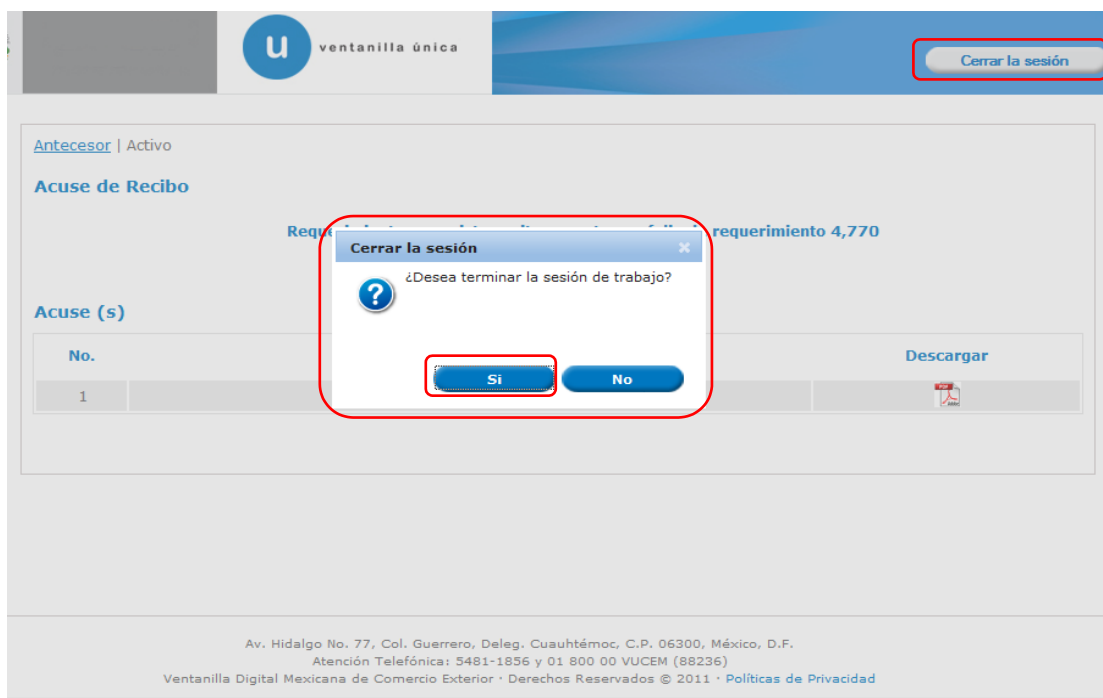 u ventanilla única
Cerrar la sesión
Antecesor | Activo
Acuse de Recibo
requerimiento 4,770
Cerrar la sesión
¿Desea terminar la sesión de trabajo?
Si No
Acuse (s)
No. Descargar
1
Av. Hidalgo No. 77, Col. Guerrero, Deleg. Cuauhtémoc, C.P. 06300, México, D.F.
Atención Telefónica: 5481-1856 y 01 800 00 VUCEM (88236)
Ventanilla Digital Mexicana de Comercio Exterior · Derechos Reservados © 2011 · Políticas de Privacidad